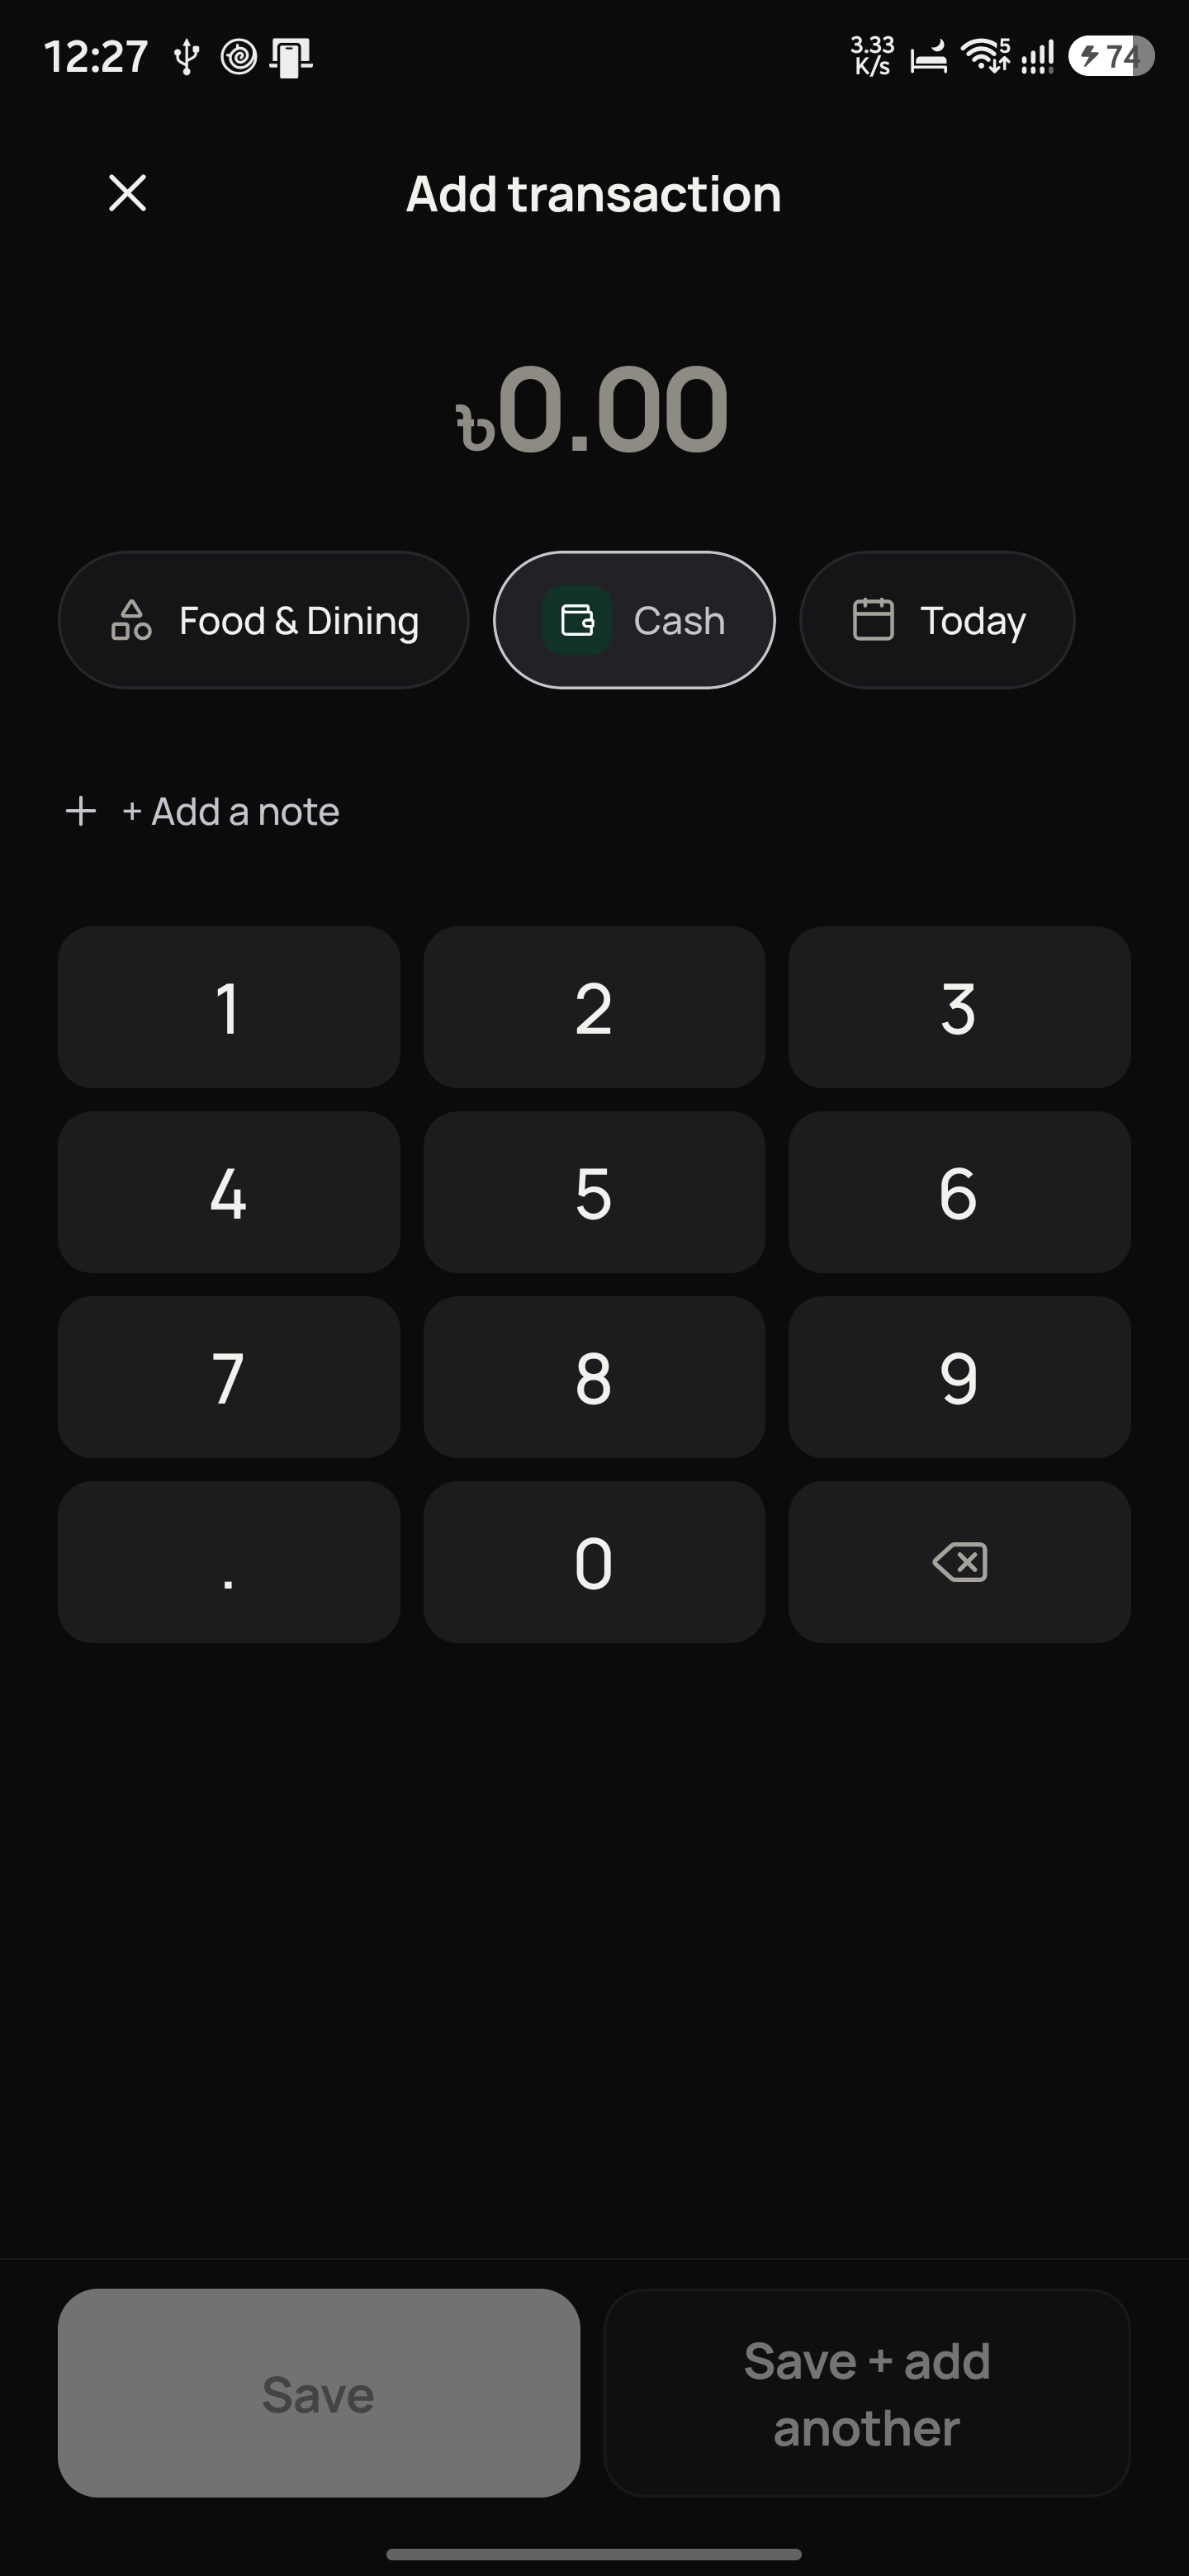 12:27
3.33
K/s
5
74
Add transaction
৳0.00
Food & Dining
Cash
Today
+ Add a note
1
2
3
4
5
6
7
8
9
.
0
Save
Save + add
another